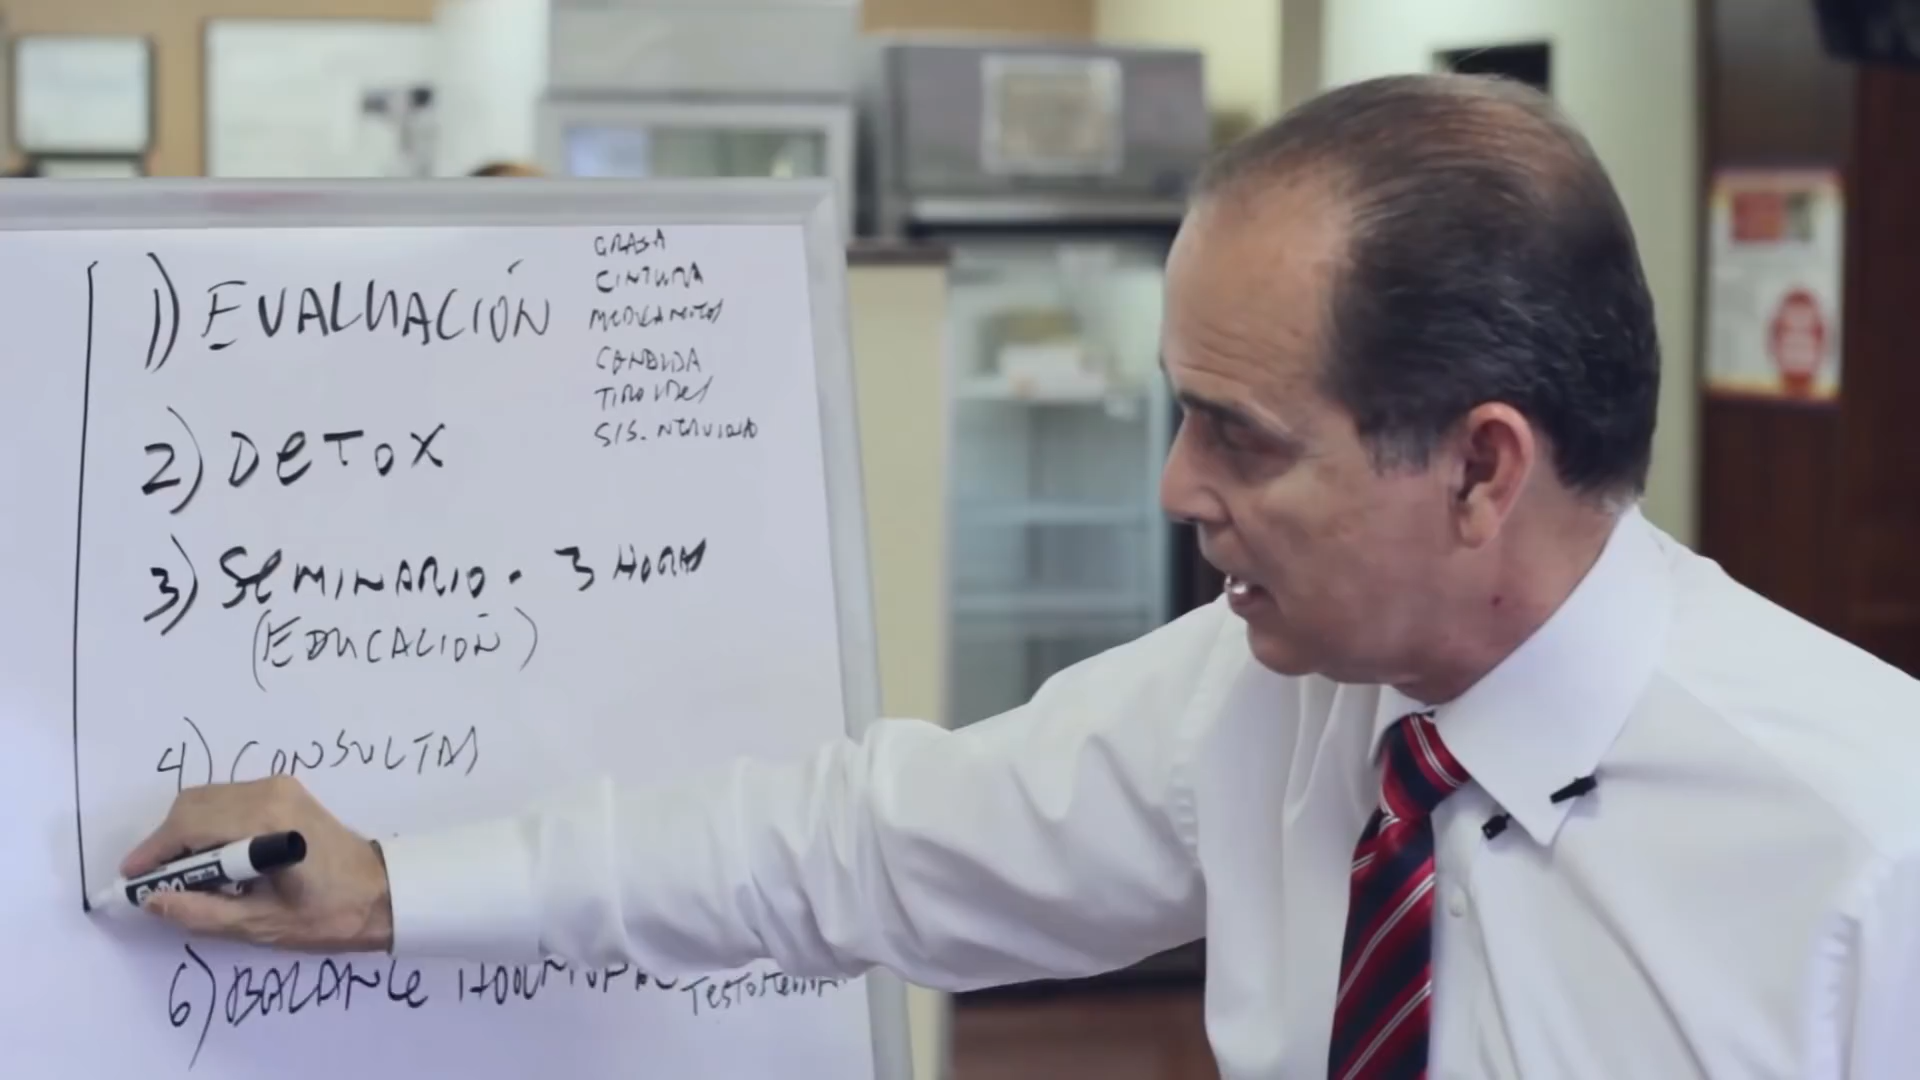 1) EVALUACIÓN
GRASA
CINTURA
MEDICAMENTOS
CANDIDA
TIROIDES
SIS. NERVIOSO
2) DETOX
3) SEMINARIO. 3 HORAS
(EDUCACIÓN)
4) CONSULTAS
EXPO
6) BALANCE HORMONAL TESTOSTERONA